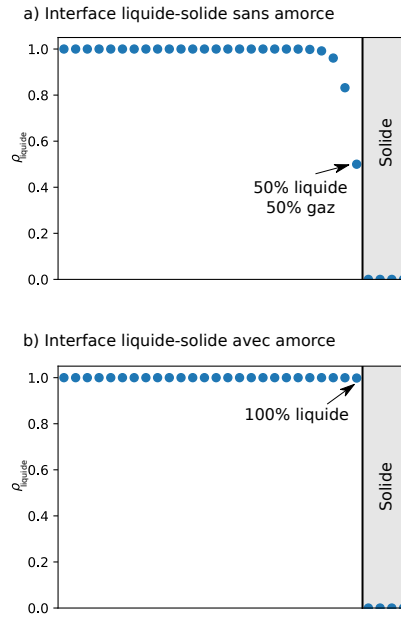 a) Interface liquide-solide sans amorce
1.0
0.8
0.6
0.4
0.2
0.0
ρliquide
50% liquide
50% gaz
Solide
b) Interface liquide-solide avec amorce
1.0
0.8
0.6
0.4
0.2
0.0
ρliquide
100% liquide
Solide